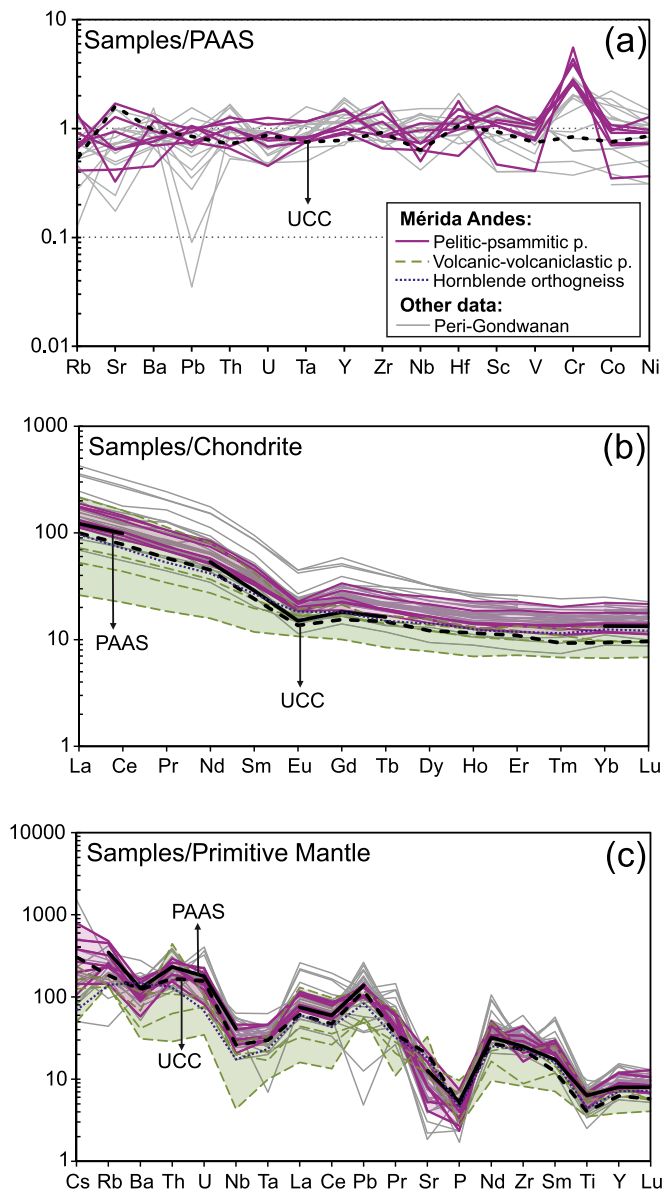 Samples/PAAS
(a)
10
1
0.1
0.01
UCC
Mérida Andes:
Pelitic-psammitic p.
Volcanic-volcaniclastic p.
Hornblende orthogneiss
Other data:
Peri-Gondwanan
Rb Sr Ba Pb Th U Ta Y Zr Nb Hf Sc V Cr Co Ni
Samples/Chondrite
(b)
1000
100
10
1
PAAS
UCC
La Ce Pr Nd Sm Eu Gd Tb Dy Ho Er Tm Yb Lu
Samples/Primitive Mantle
(c)
10000
1000
100
10
1
PAAS
UCC
Cs Rb Ba Th U Nb Ta La Ce Pb Pr Sr P Nd Zr Sm Ti Y Lu